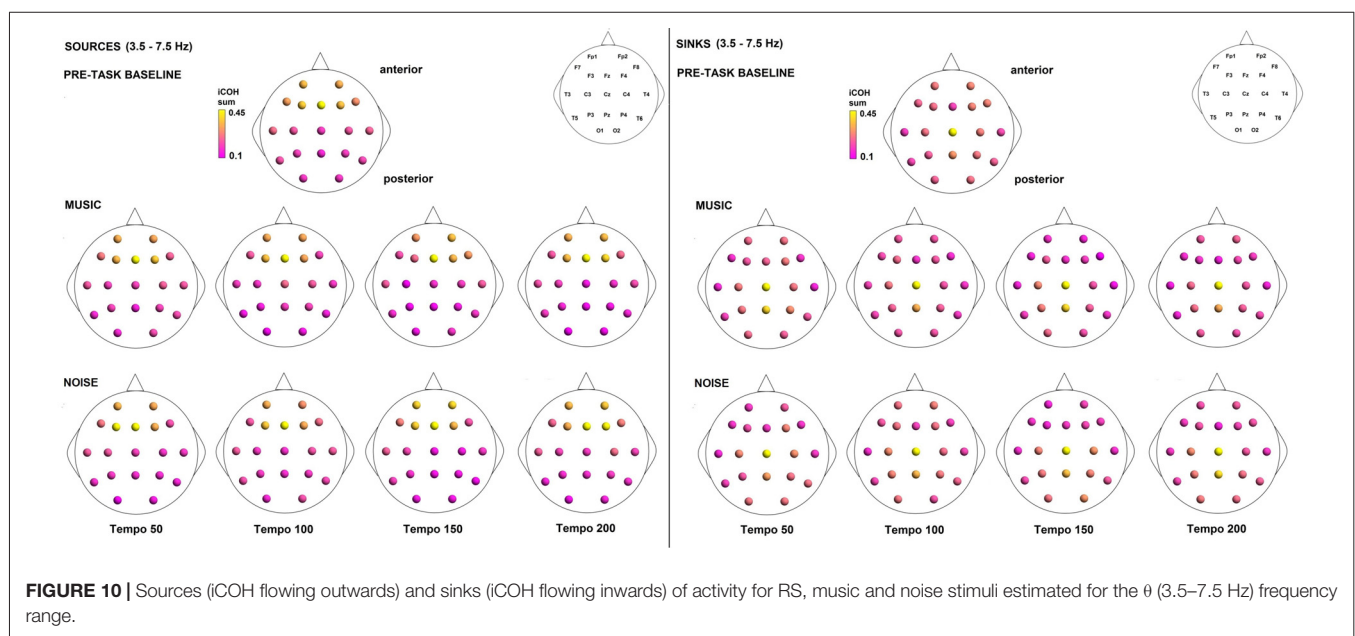 SOURCES (3.5 - 7.5 Hz)
PRE-TASK BASELINE
anterior
iCOH
sum
0.45
0.1
posterior
Fp1 Fp2
F7 F3 Fz F4 F8
T3 C3 Cz C4 T4
T5 P3 Pz P4 T6
O1 O2
MUSIC
NOISE
Tempo 50 Tempo 100 Tempo 150 Tempo 200
SINKS (3.5 - 7.5 Hz)
PRE-TASK BASELINE
anterior
iCOH
sum
0.45
0.1
posterior
Fp1 Fp2
F7 F3 Fz F4 F8
T3 C3 Cz C4 T4
T5 P3 Pz P4 T6
O1 O2
MUSIC
NOISE
Tempo 50 Tempo 100 Tempo 150 Tempo 200
FIGURE 10 | Sources (iCOH flowing outwards) and sinks (iCOH flowing inwards) of activity for RS, music and noise stimuli estimated for the θ (3.5–7.5 Hz) frequency
range.